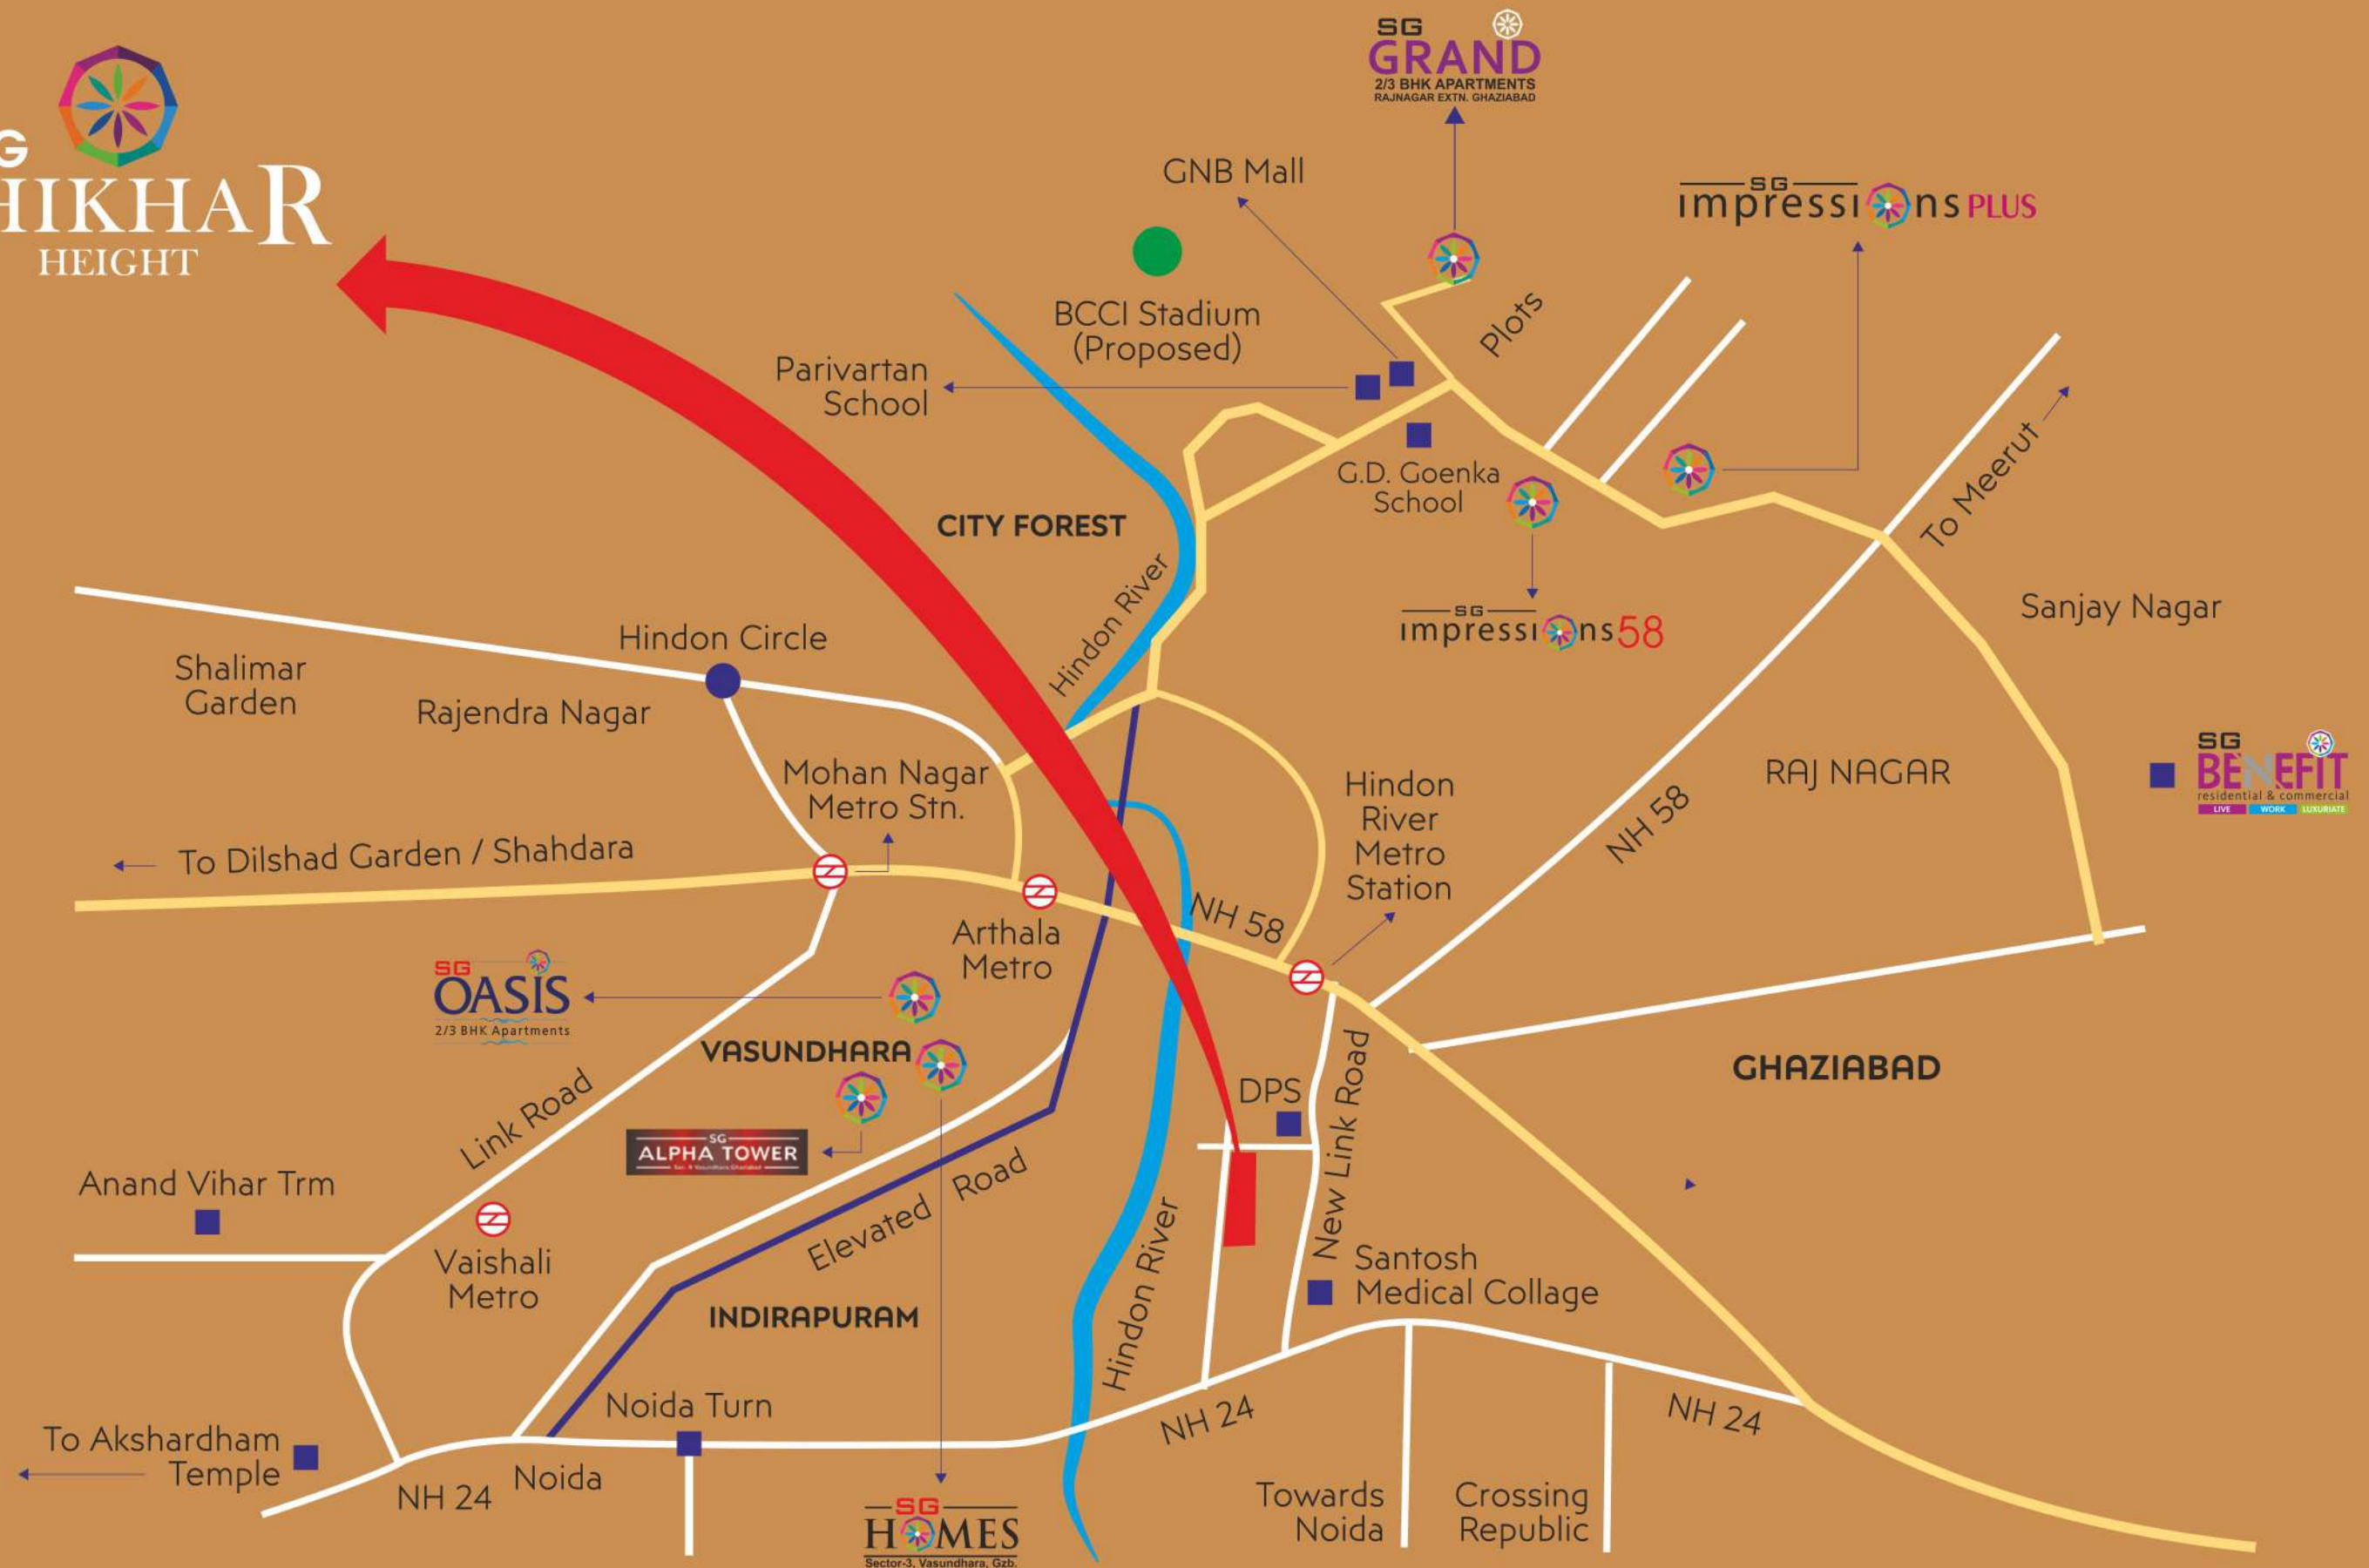 SG
GRAND
2/3 BHK APARTMENTS
RAJNAGAR EXTN. GHAZIABAD
G
HIKHAR
HEIGHT
GNB Mall
SG
impressions PLUS
BCCI Stadium
(Proposed)
Plots
Parivartan
School
To Meerut
G.D. Goenka
School
CITY FOREST
Hindon River
SG
impressions 58
Sanjay Nagar
Hindon Circle
Shalimar
Garden
Rajendra Nagar
SG
BENEFIT
residential & commercial
LIVE WORK LUXURIATE
Mohan Nagar
Metro Stn.
Hindon
River
Metro
Station
RAJ NAGAR
NH 58
To Dilshad Garden / Shahdara
NH 58
Arthala
Metro
SG
OASIS
2/3 BHK Apartments
VASUNDHARA
GHAZIABAD
DPS
New Link Road
Link Road
SG
ALPHA TOWER
Anand Vihar Trm
Elevated Road
Vaishali
Metro
Hindon River
Santosh
Medical Collage
INDIRAPURAM
Noida Turn
NH 24
NH 24
To Akshardham
Temple
NH 24
Noida
Towards
Noida
Crossing
Republic
SG
HOMES
Sector-3, Vasundhara, Gzb.